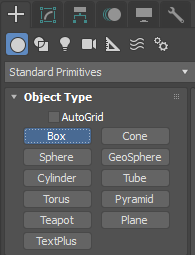 Standard Primitives
Object Type
AutoGrid
Box Cone
Sphere GeoSphere
Cylinder Tube
Torus Pyramid
Teapot Plane
TextPlus